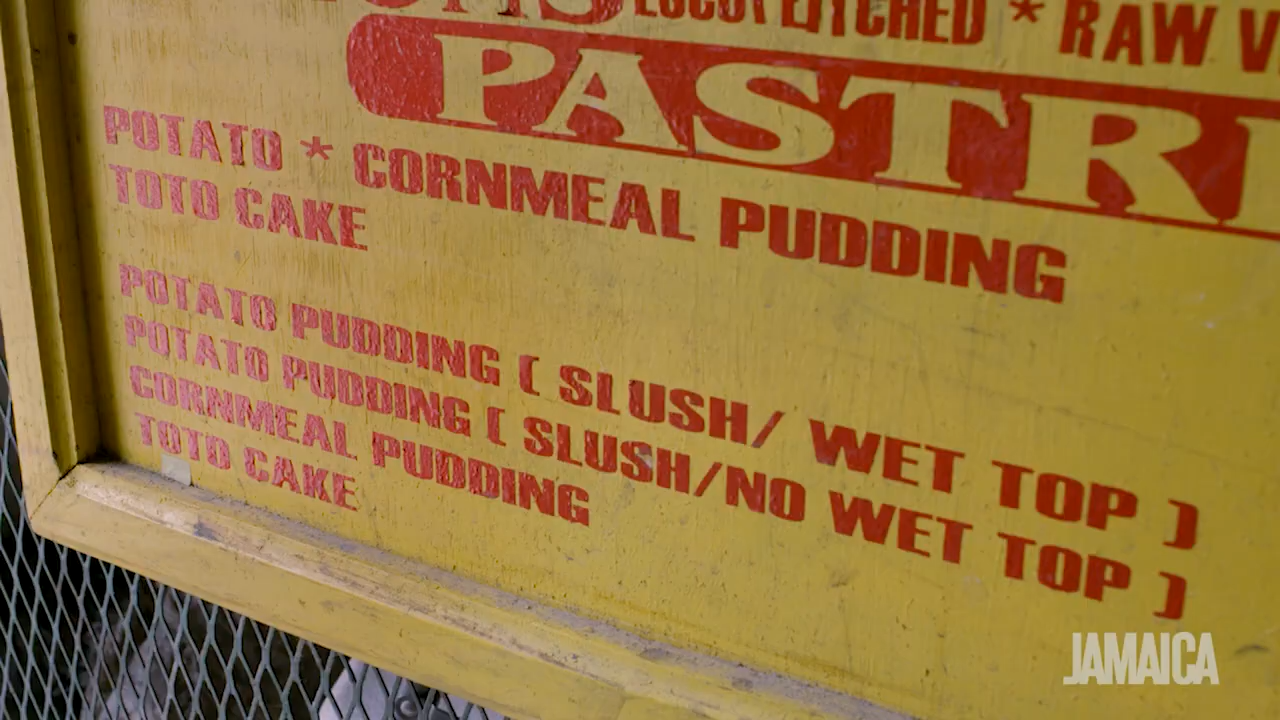 * RAW
PASTR
POTATO * CORNMEAL PUDDING
TOTO CAKE
POTATO PUDDING ( SLUSH/ WET TOP )
POTATO PUDDING ( SLUSH/NO WET TOP )
CORNMEAL PUDDING
TOTO CAKE
JAMAICA